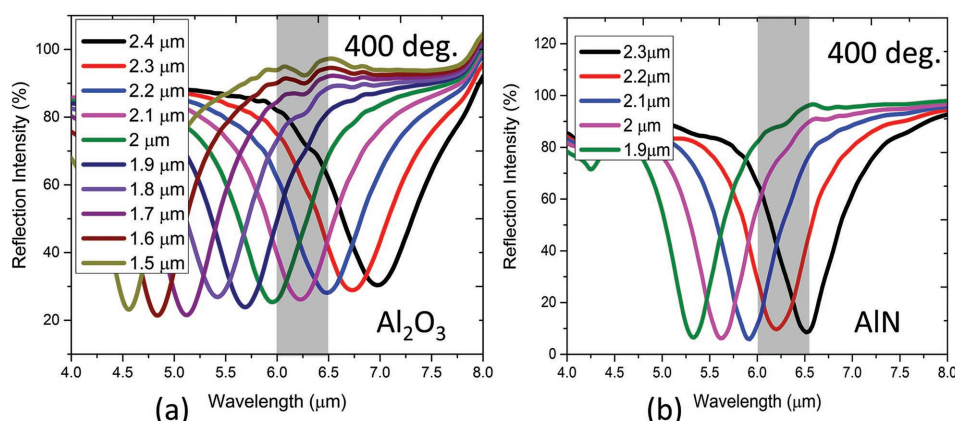 400 deg.
2.4 μm
2.3 μm
2.2 μm
2.1 μm
2 μm
1.9 μm
1.8 μm
1.7 μm
1.6 μm
1.5 μm
Reflection Intensity (%)
100
80
60
40
20
Al₂O₃
4.0 4.5 5.0 5.5 6.0 6.5 7.0 7.5 8.0
(a) Wavelength (μm)
400 deg.
2.3μm
2.2μm
2.1μm
2 μm
1.9μm
Reflection Intensity (%)
120
100
80
60
40
20
0
AlN
4.0 4.5 5.0 5.5 6.0 6.5 7.0 7.5 8.0
(b) Wavelength (μm)